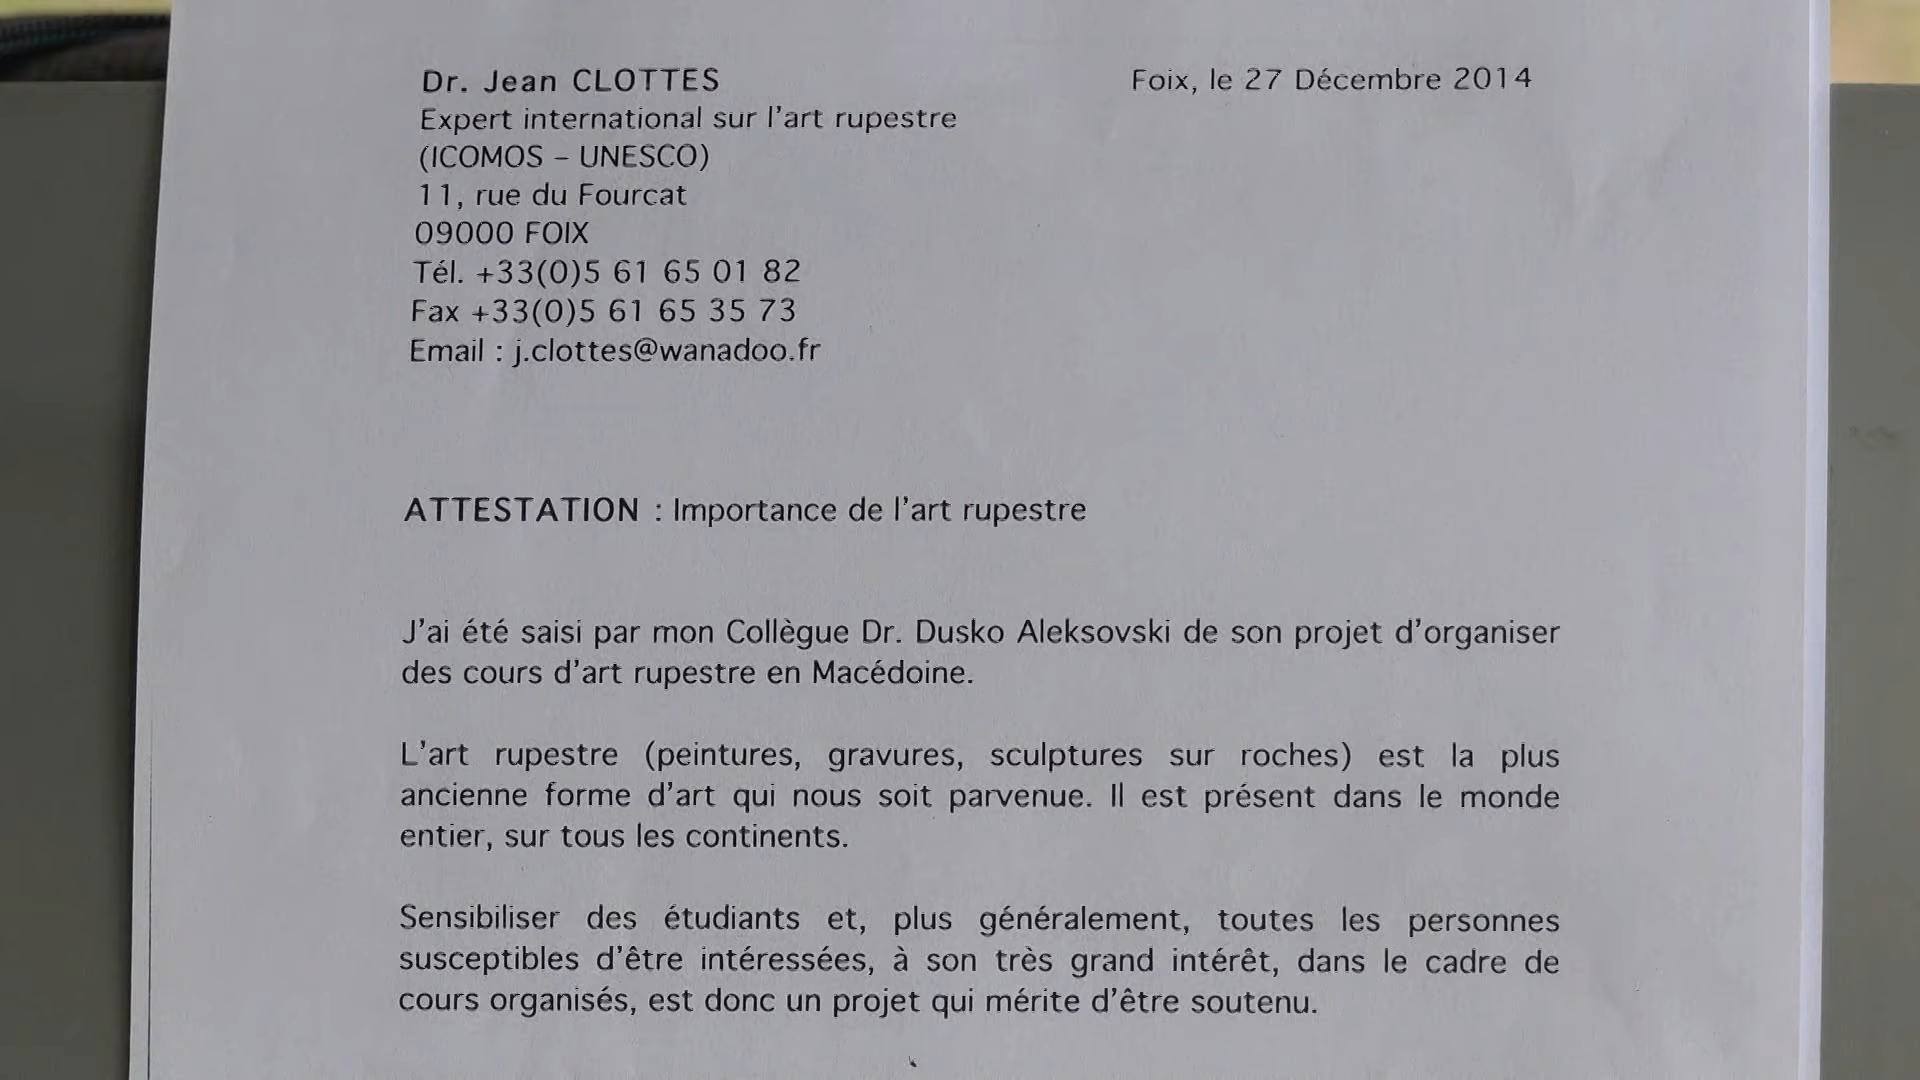 Dr. Jean CLOTTES
Expert international sur l'art rupestre
(ICOMOS – UNESCO)
11, rue du Fourcat
09000 FOIX
Tél. +33(0)5 61 65 01 82
Fax +33(0)5 61 65 35 73
Email : j.clottes@wanadoo.fr
Foix, le 27 Décembre 2014
ATTESTATION : Importance de l'art rupestre
J'ai été saisi par mon Collègue Dr. Dusko Aleksovski de son projet d'organiser
des cours d'art rupestre en Macédoine.
L'art rupestre (peintures, gravures, sculptures sur roches) est la plus
ancienne forme d'art qui nous soit parvenue. Il est présent dans le monde
entier, sur tous les continents.
Sensibiliser des étudiants et, plus généralement, toutes les personnes
susceptibles d'être intéressées, à son très grand intérêt, dans le cadre de
cours organisés, est donc un projet qui mérite d'être soutenu.